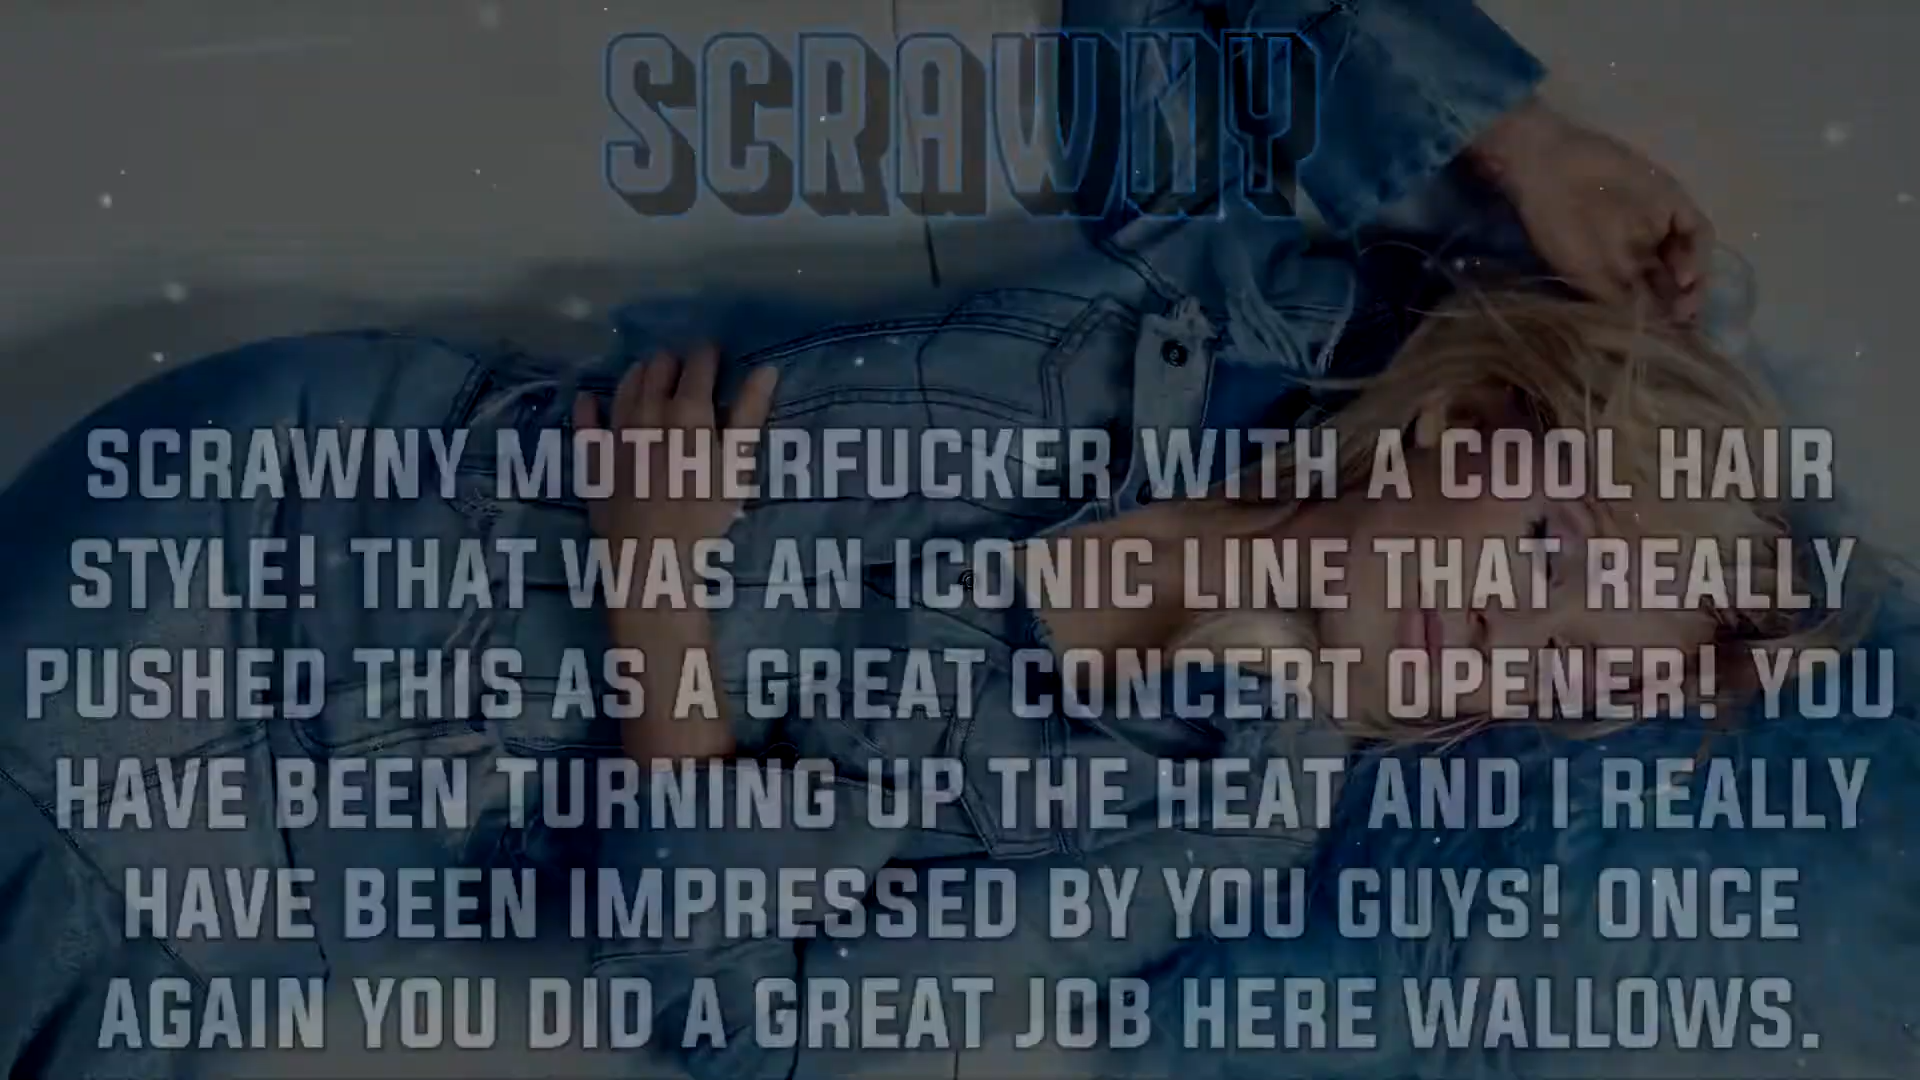 SCRAWNY
SCRAWNY MOTHERFUCKER WITH A COOL HAIR
STYLE! THAT WAS AN ICONIC LINE THAT REALLY
PUSHED THIS AS A GREAT CONCERT OPENER! YOU
HAVE BEEN TURNING UP THE HEAT AND I REALLY
HAVE BEEN IMPRESSED BY YOU GUYS! ONCE
AGAIN YOU DID A GREAT JOB HERE WALLOWS.